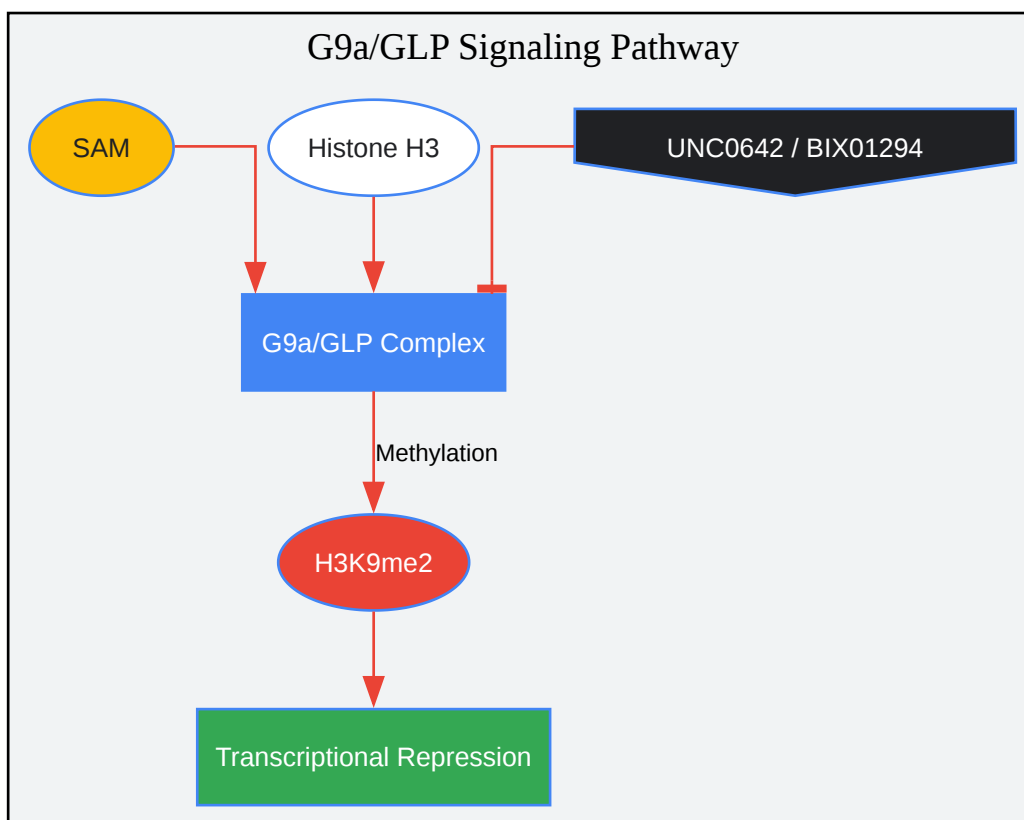 G9a/GLP Signaling Pathway
SAM
Histone H3
UNC0642 / BIX01294
G9a/GLP Complex
Methylation
H3K9me2
Transcriptional Repression